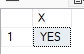 X
1 YES